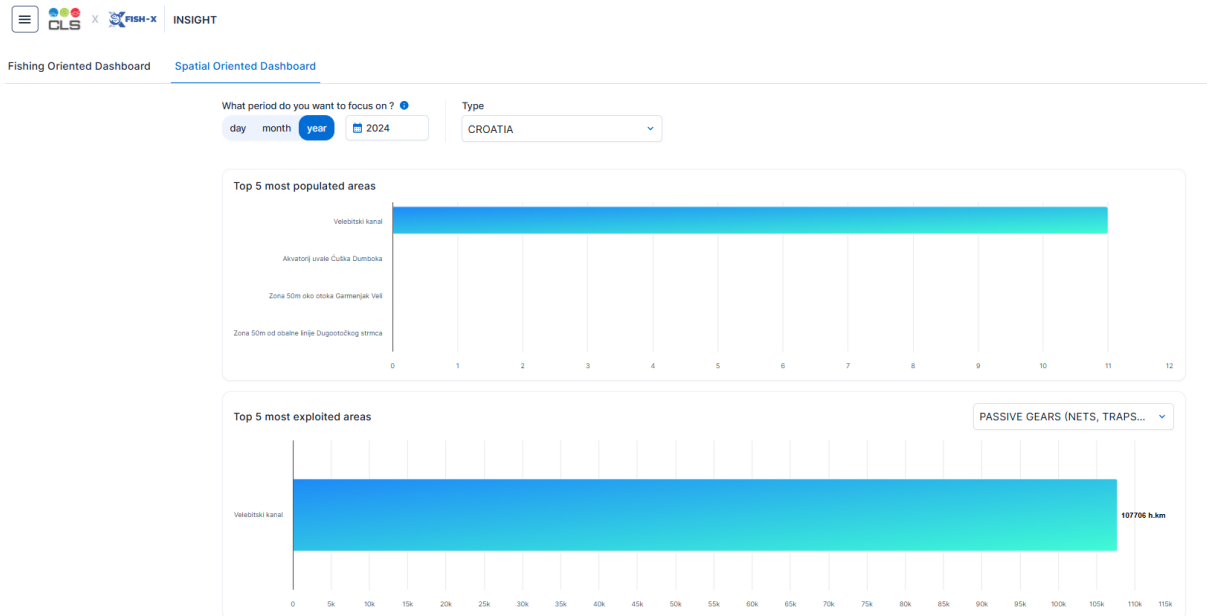 CLS X FISH-X INSIGHT
Fishing Oriented Dashboard Spatial Oriented Dashboard
What period do you want to focus on ? Type
day month year 2024 CROATIA
Top 5 most populated areas
Velebitski kanal
Akvatorij uvale Čuška Dumboka
Zona 50m oko otoka Garmenjak Veli
Zona 50m od obalne linije Dugootočkog strmca
0 1 2 3 4 5 6 7 8 9 10 11 12
Top 5 most exploited areas PASSIVE GEARS (NETS, TRAPS...
Velebitski kanal 107706 h.km
0 5k 10k 15k 20k 25k 30k 35k 40k 45k 50k 55k 60k 65k 70k 75k 80k 85k 90k 95k 100k 105k 110k 115k